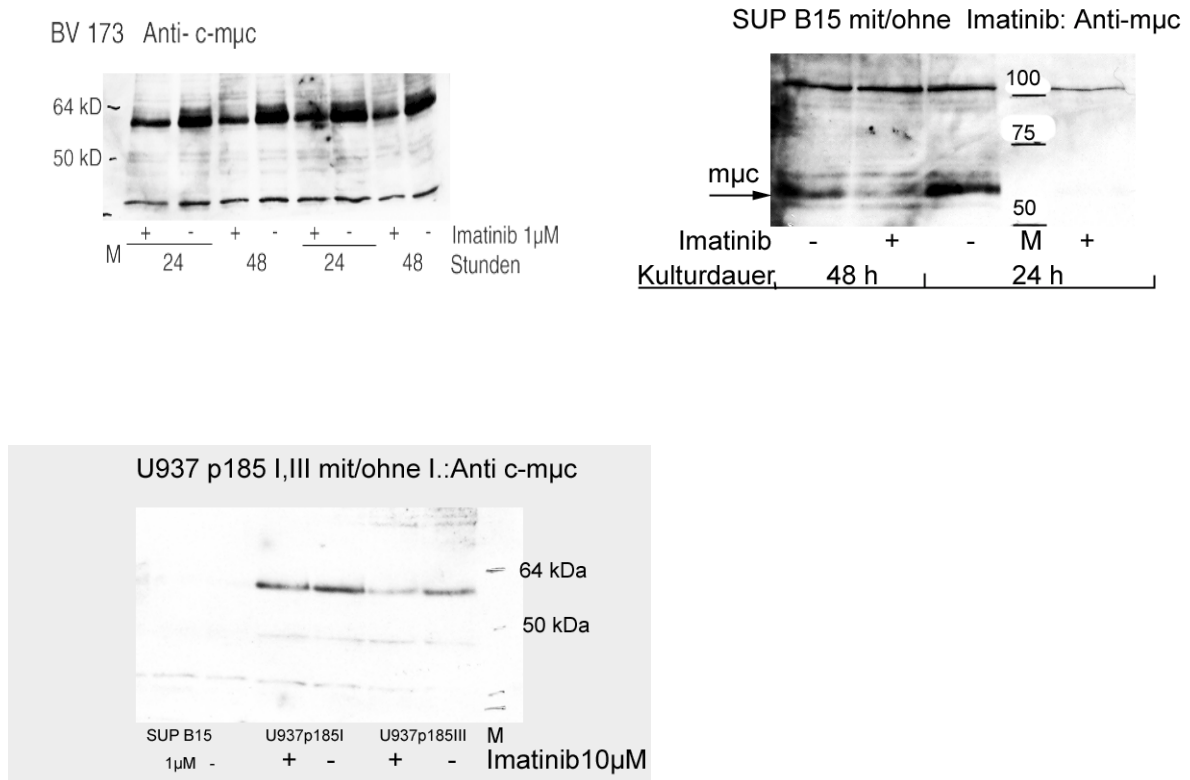 BV 173 Anti- c-mµc
64 kD
50 kD
+ - + - + - + - Imatinib 1µM
M 24 48 24 48 Stunden
SUP B15 mit/ohne Imatinib: Anti-mµc
100
75
mµc
50
Imatinib - + - M +
Kulturdauer 48 h 24 h
U937 p185 I,III mit/ohne I.:Anti c-mµc
64 kDa
50 kDa
SUP B15 U937p185I U937p185III M
1µM - + - + - Imatinib10µM